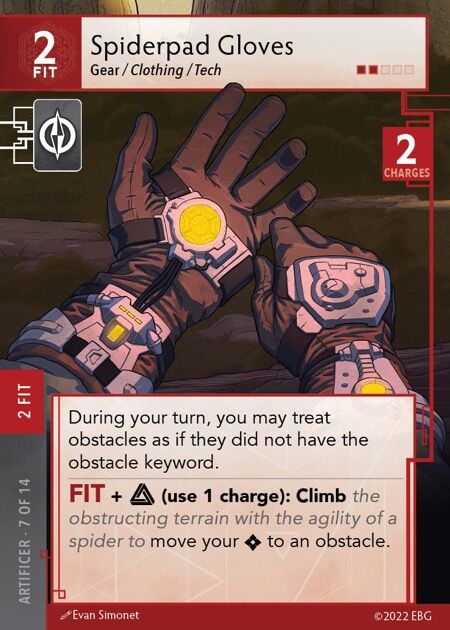 2
FIT
Spiderpad Gloves
Gear / Clothing / Tech
2
CHARGES
2 FIT
During your turn, you may treat
obstacles as if they did not have the
obstacle keyword.
FIT + (use 1 charge): Climb the
obstructing terrain with the agility of a
spider to move your to an obstacle.
ARTIFICER - 7 OF 14
Evan Simonet
©2022 EBG